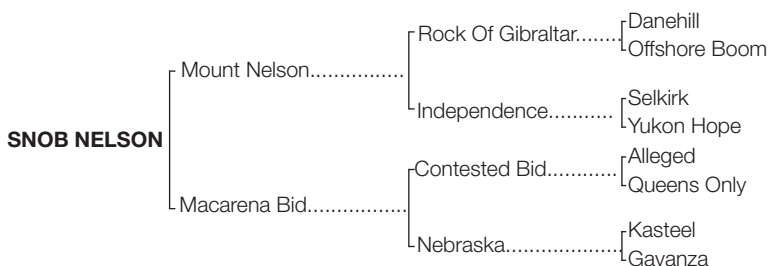 Danehill
Rock Of Gibraltar........
Offshore Boom
Mount Nelson................
Selkirk
Independence...........
Yukon Hope
SNOB NELSON
Alleged
Contested Bid............
Queens Only
Macarena Bid.................
Kasteel
Nebraska....................
Gavanza